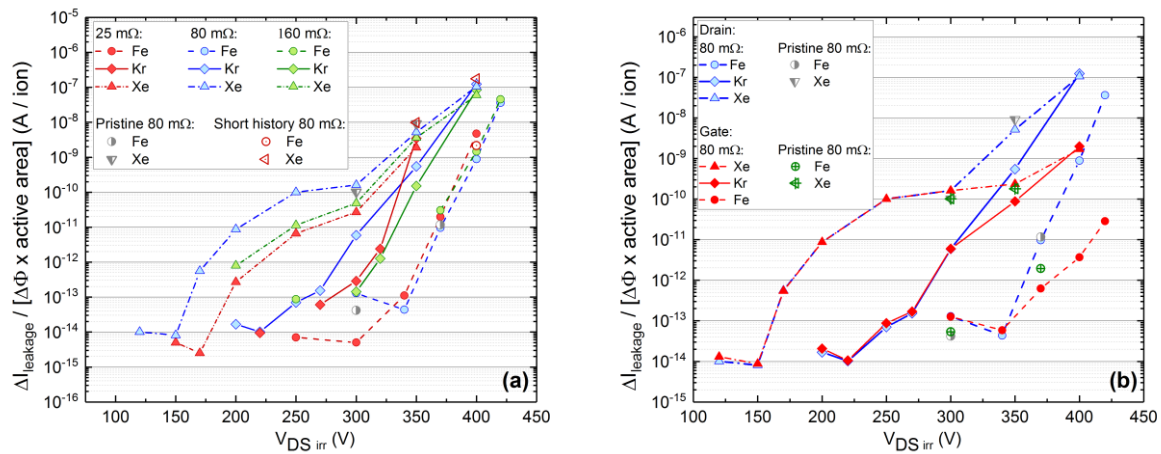 10⁻⁵
10⁻⁶
10⁻⁷
10⁻⁸
10⁻⁹
10⁻¹⁰
10⁻¹¹
10⁻¹²
10⁻¹³
10⁻¹⁴
10⁻¹⁵
10⁻¹⁶
ΔI_leakage / [ΔΦ x active area] (A / ion)
25 mΩ: 80 mΩ: 160 mΩ:
Fe Fe Fe
Kr Kr Kr
Xe Xe Xe
Pristine 80 mΩ: Short history 80 mΩ:
Fe Fe
Xe Xe
(a)
100 150 200 250 300 350 400 450
V_DS irr (V)
10⁻⁵
10⁻⁶
10⁻⁷
10⁻⁸
10⁻⁹
10⁻¹⁰
10⁻¹¹
10⁻¹²
10⁻¹³
10⁻¹⁴
10⁻¹⁵
ΔI_leakage / [ΔΦ x active area] (A / ion)
Drain:
80 mΩ: Pristine 80 mΩ:
Fe Fe
Kr Xe
Xe
Gate:
80 mΩ: Pristine 80 mΩ:
Xe Fe
Kr Xe
Fe
(b)
100 150 200 250 300 350 400 450
V_DS irr (V)